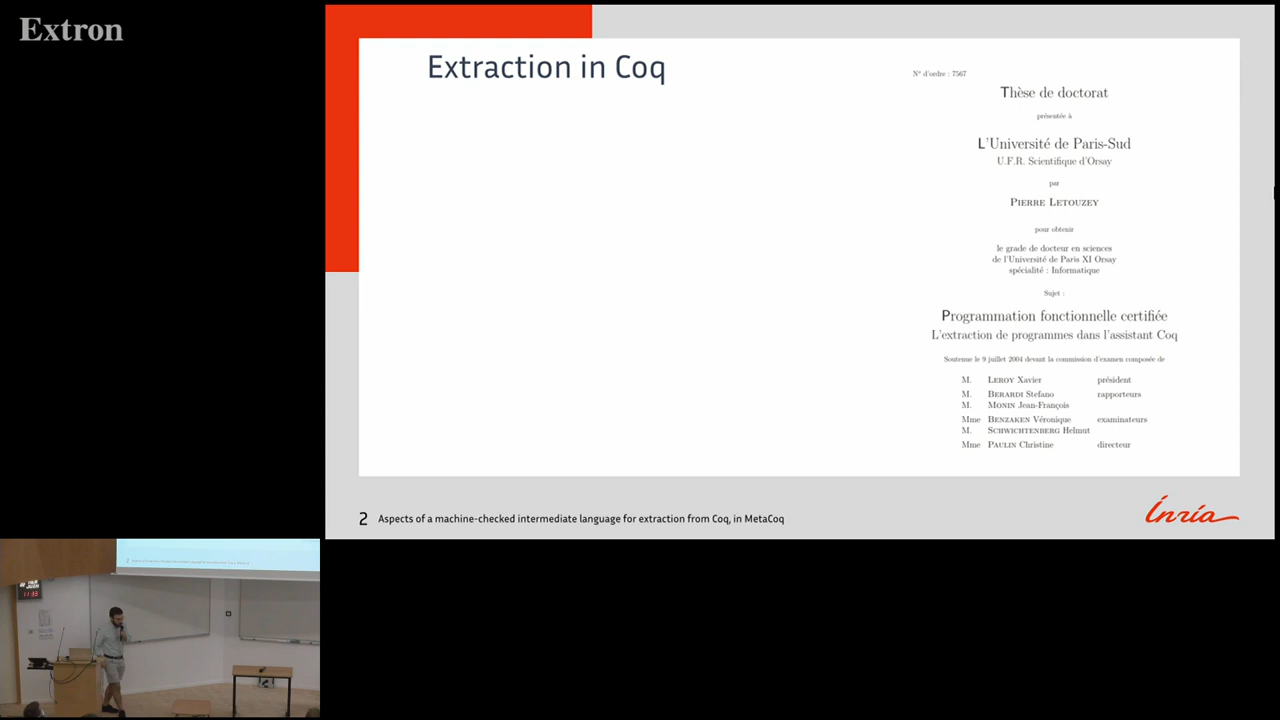 Extron
Extraction in Coq
N° d'ordre : 7567
Thèse de doctorat
présentée à
L'Université de Paris-Sud
U.F.R. Scientifique d'Orsay
par
PIERRE LETOUZEY
pour obtenir
le grade de docteur en sciences
de l'Université de Paris XI Orsay
spécialité : Informatique
Sujet :
Programmation fonctionnelle certifiée
L'extraction de programmes dans l'assistant Coq
Soutenue le 9 juillet 2004 devant la commission d'examen composée de
M. LEROY Xavier président
M. BERARDI Stefano rapporteurs
M. MONIN Jean-François
Mme BENZAKEN Véronique examinateurs
M. SCHWICHTENBERG Helmut
Mme PAULIN Christine directeur
2 Aspects of a machine-checked intermediate language for extraction from Coq, in MetaCoq
Inria